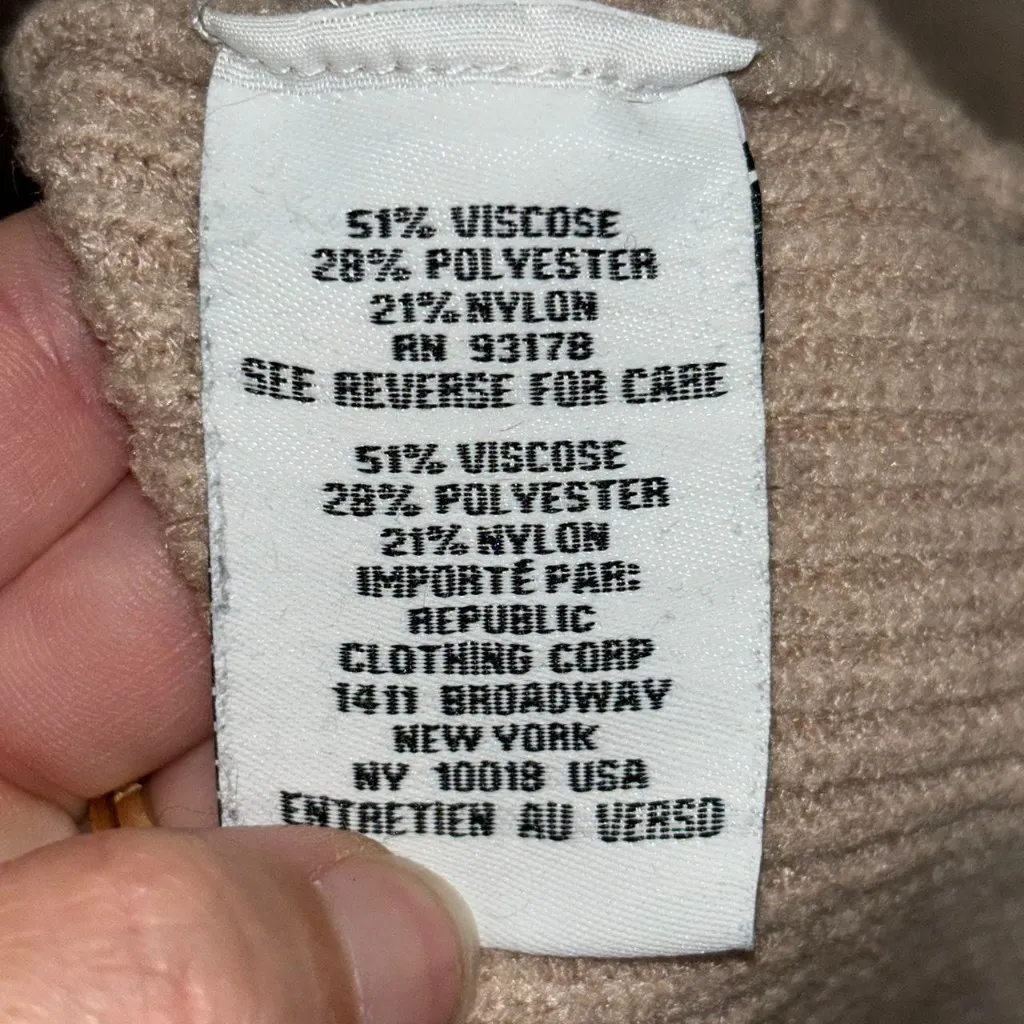 51% VISCOSE
28% POLYESTER
21% NYLON
RN 93178
SEE REVERSE FOR CARE
51% VISCOSE
28% POLYESTER
21% NYLON
IMPORTÉ PAR:
REPUBLIC
CLOTHING CORP
1411 BROADWAY
NEW YORK
NY 10018 USA
ENTRETIEN AU VERSO